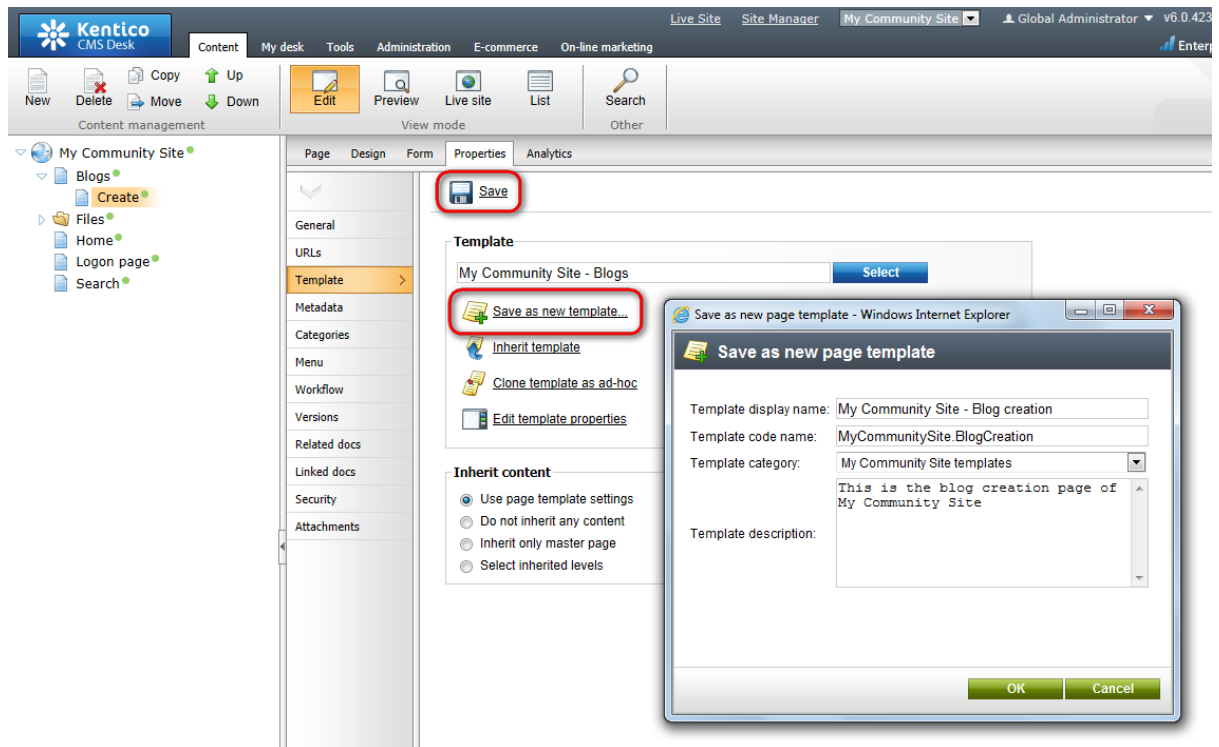 Live Site Site Manager My Community Site Global Administrator v6.0.423
Kentico
CMS Desk
Content My desk Tools Administration E-commerce On-line marketing
New Delete Copy Move Up Down
Content management
Edit Preview Live site List
View mode
Search
Other
My Community Site
Blogs
Create
Files
Home
Logon page
Search
Page Design Form Properties Analytics
General
URLs
Template
Metadata
Categories
Menu
Workflow
Versions
Related docs
Linked docs
Security
Attachments
Save
Template
My Community Site - Blogs Select
Save as new template...
Inherit template
Clone template as ad-hoc
Edit template properties
Inherit content
Use page template settings
Do not inherit any content
Inherit only master page
Select inherited levels
Save as new page template - Windows Internet Explorer
Save as new page template
Template display name: My Community Site - Blog creation
Template code name: MyCommunitySite.BlogCreation
Template category: My Community Site templates
Template description:
This is the blog creation page of
My Community Site
OK Cancel